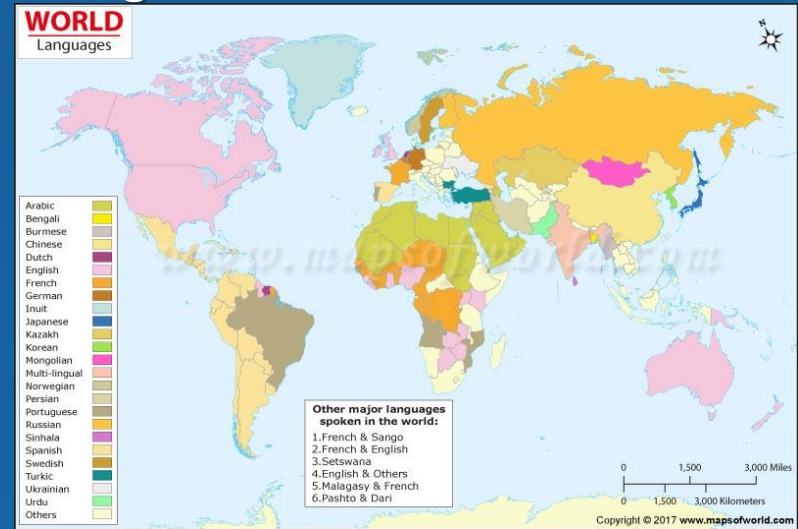 WORLD
Languages
N
Arabic
Bengali
Burmese
Chinese
Dutch
English
French
German
Inuit
Japanese
Kazakh
Korean
Mongolian
Multi-lingual
Norwegian
Persian
Portuguese
Russian
Sinhala
Spanish
Swedish
Turkic
Ukrainian
Urdu
Others
www.mapsofworld.com
Other major languages
spoken in the world:
1.French & Sango
2.French & English
3.Setswana
4.English & Others
5.Malagasy & French
6.Pashto & Dari
0 1,500 3,000 Miles
0 1,500 3,000 Kilometers
Copyright © 2017 www.mapsofworld.com